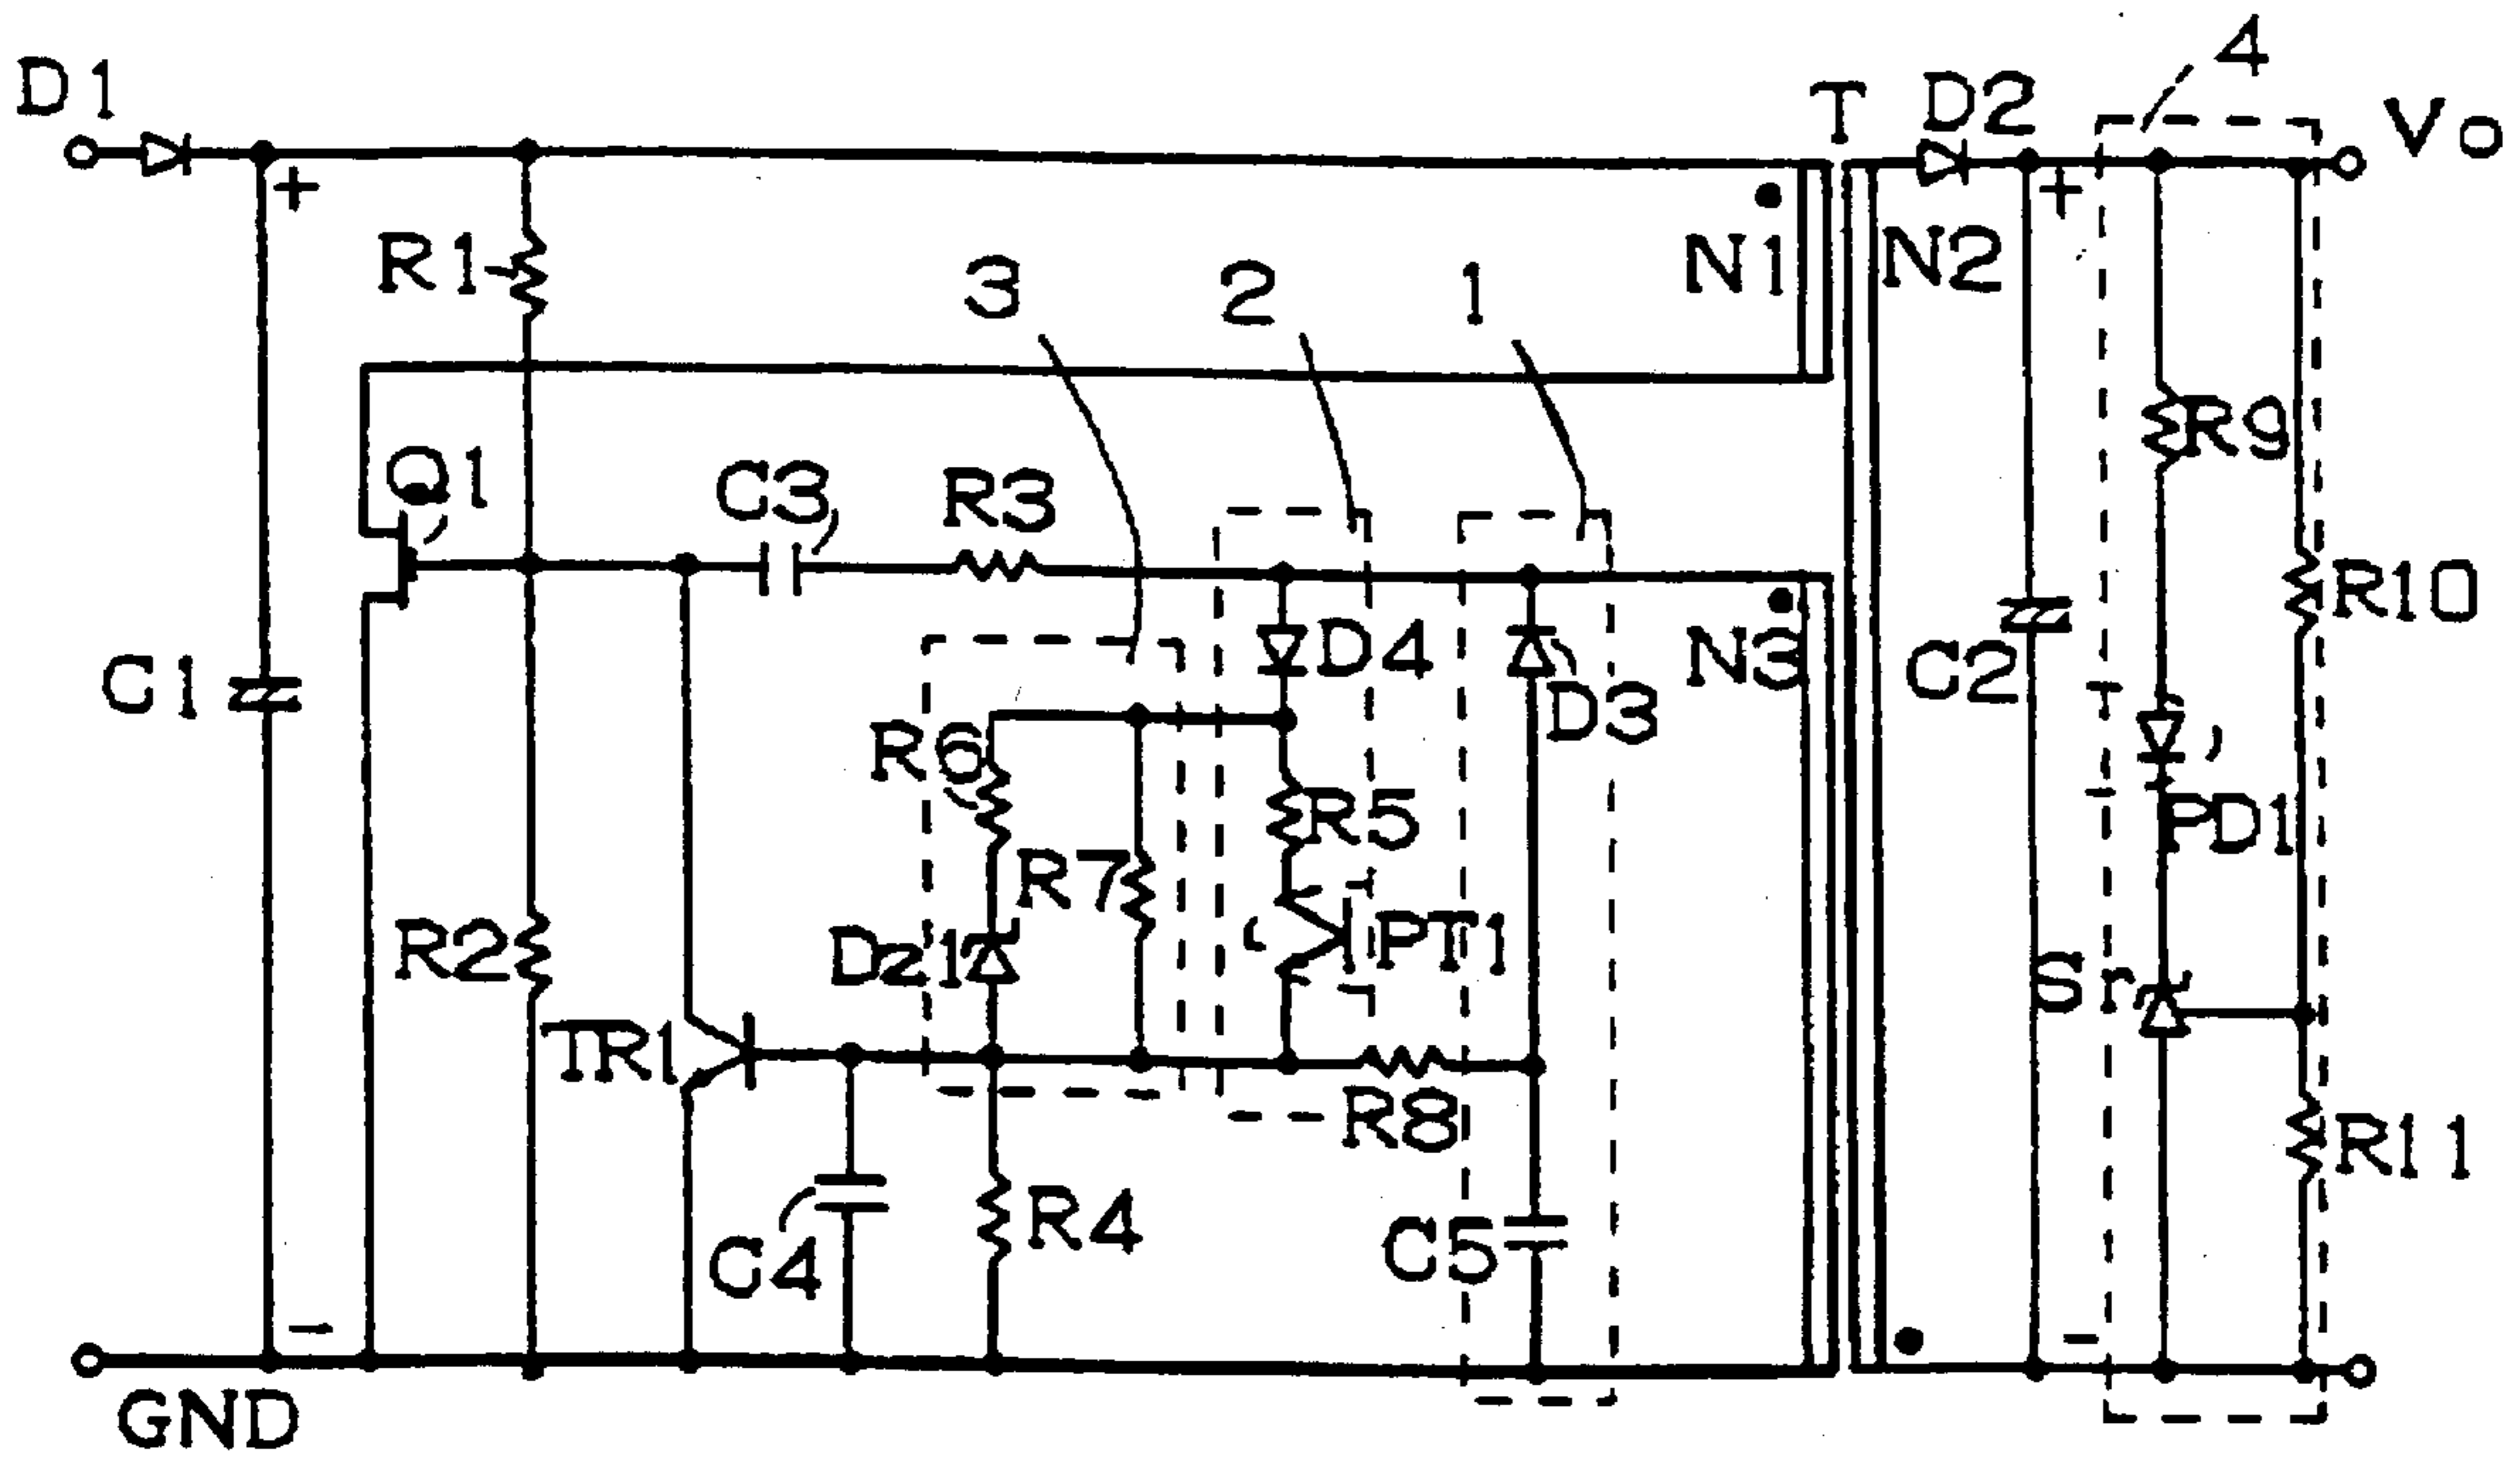 4
D1
T
D2
Vo
+
+
R1
3
2
1
N1
N2
R9
Q1
C3
R3
R10
C1
D4
N3
C2
D3
R6
R5
PD1
R7
R2
Dz1
PT1
Sr
TR1
R8
R11
R4
C4
C5
−
−
GND